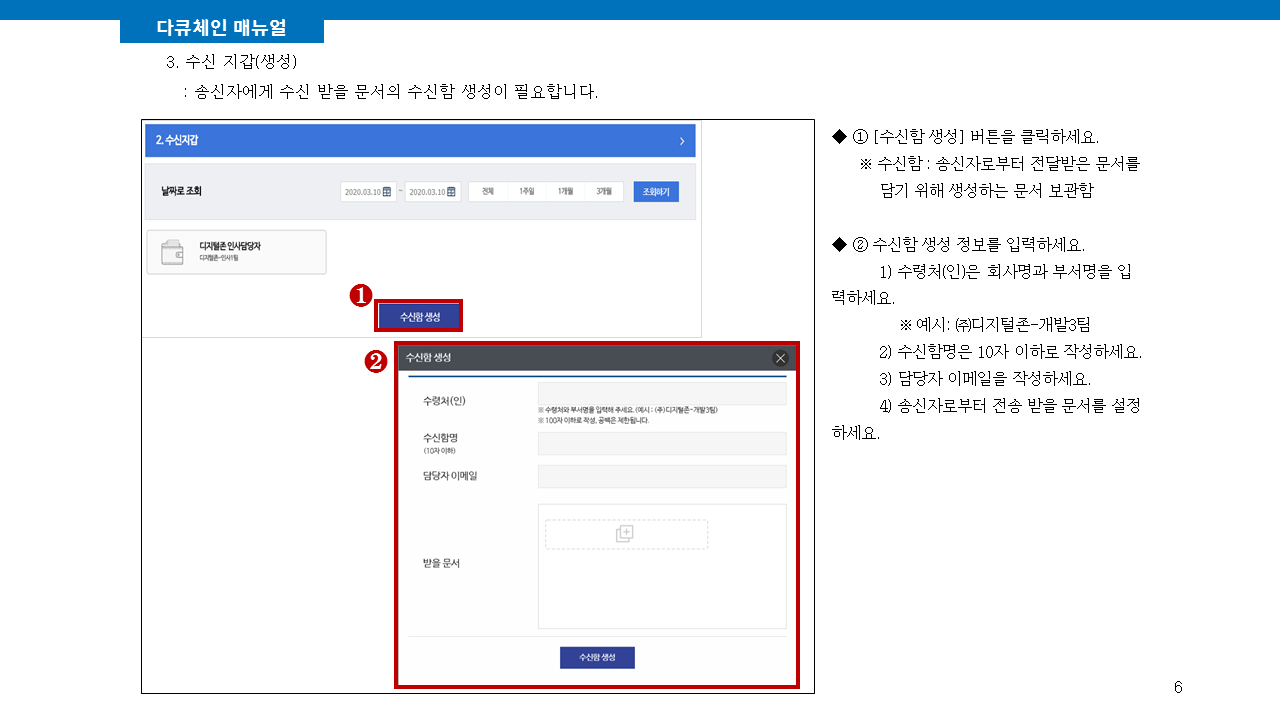 다큐체인 매뉴얼
3. 수신 지갑(생성)
: 송신자에게 수신 받을 문서의 수신함 생성이 필요합니다.
2. 수신지갑
날짜로 조회
2020.03.10 ~ 2020.03.10 전체 1주일 1개월 3개월 조회하기
디지털존 인사담당자
디지털존-인사1팀
❶
수신함 생성
❷
수신함 생성
수령처(인)
※ 수령처와 부서명을 입력해 주세요. (예시 : (주)디지털존-개발3팀)
※ 100자 이하로 작성, 공백은 제한됩니다.
수신함명
(10자 이하)
담당자 이메일
받을 문서
수신함 생성
◆ ① [수신함 생성] 버튼을 클릭하세요.
※ 수신함 : 송신자로부터 전달받은 문서를
담기 위해 생성하는 문서 보관함
◆ ② 수신함 생성 정보를 입력하세요.
1) 수령처(인)은 회사명과 부서명을 입
력하세요.
※ 예시: ㈜디지털존-개발3팀
2) 수신함명은 10자 이하로 작성하세요.
3) 담당자 이메일을 작성하세요.
4) 송신자로부터 전송 받을 문서를 설정
하세요.
6